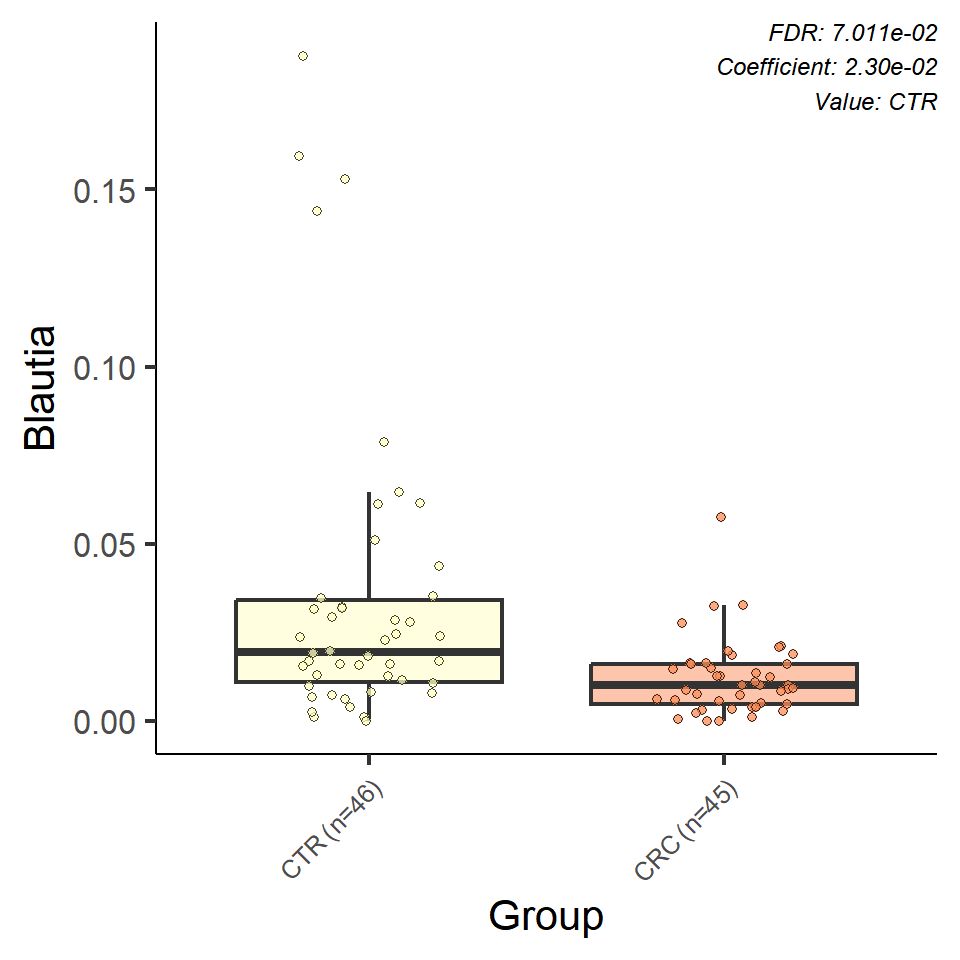 FDR: 7.011e-02
Coefficient: 2.30e-02
Value: CTR
Blautia
0.15
0.10
0.05
0.00
CTR (n=46)
CRC (n=45)
Group